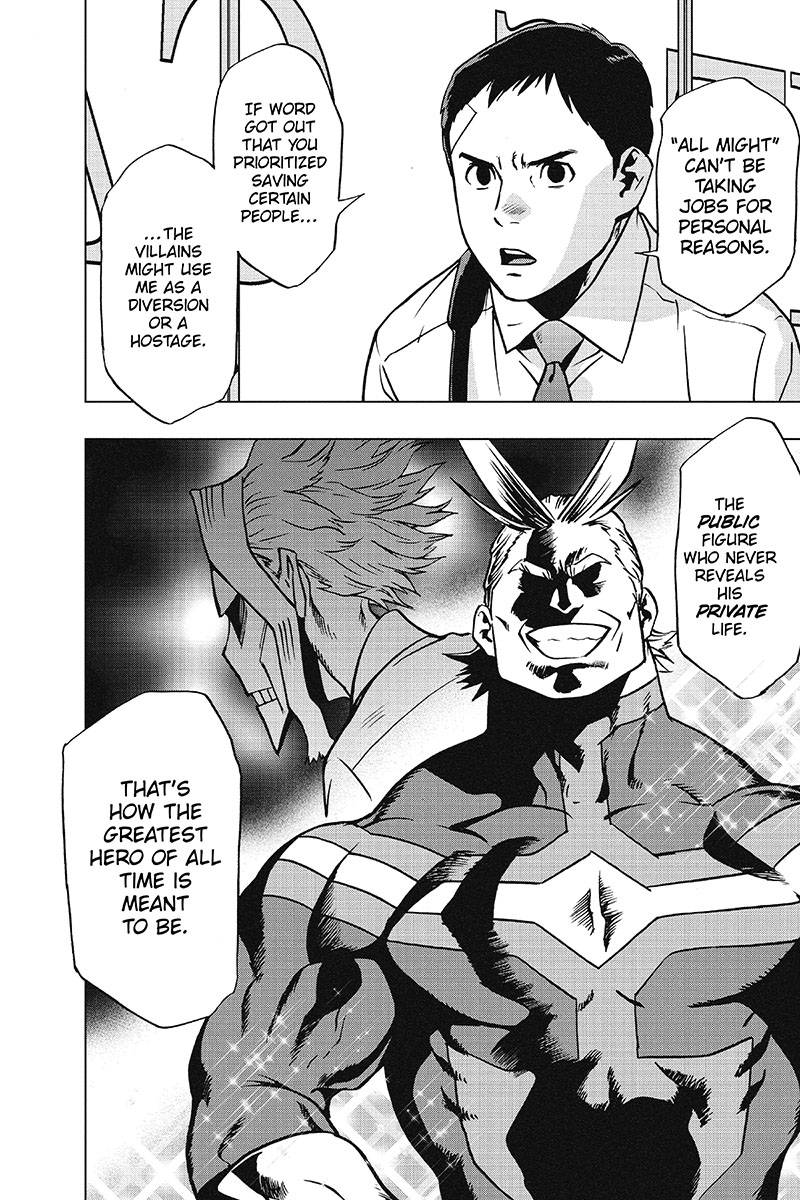 "ALL MIGHT"
CAN'T BE
TAKING
JOBS FOR
PERSONAL
REASONS.
IF WORD
GOT OUT
THAT YOU
PRIORITIZED
SAVING
CERTAIN
PEOPLE...
...THE
VILLAINS
MIGHT USE
ME AS A
DIVERSION
OR A
HOSTAGE.
THE
PUBLIC
FIGURE
WHO NEVER
REVEALS
HIS
PRIVATE
LIFE.
THAT'S
HOW THE
GREATEST
HERO OF ALL
TIME IS
MEANT
TO BE.